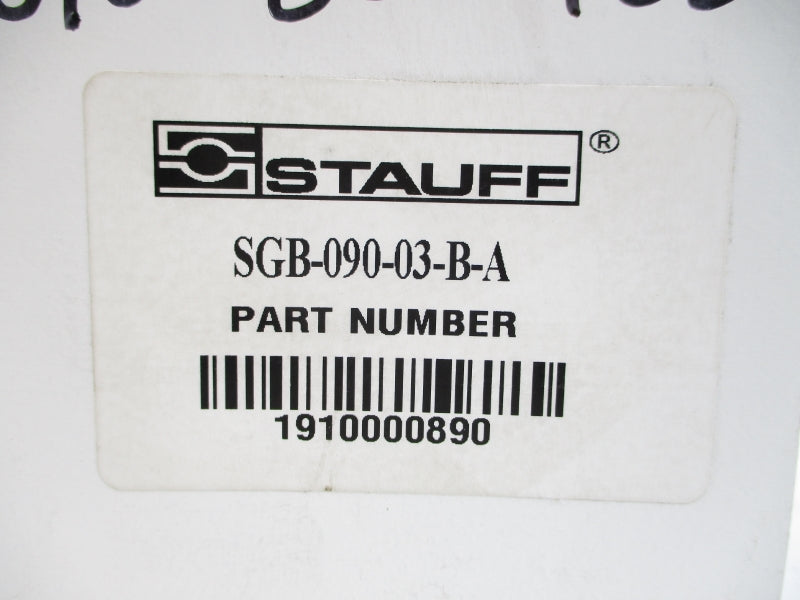 STAUFF®
SGB-090-03-B-A
PART NUMBER
1910000890